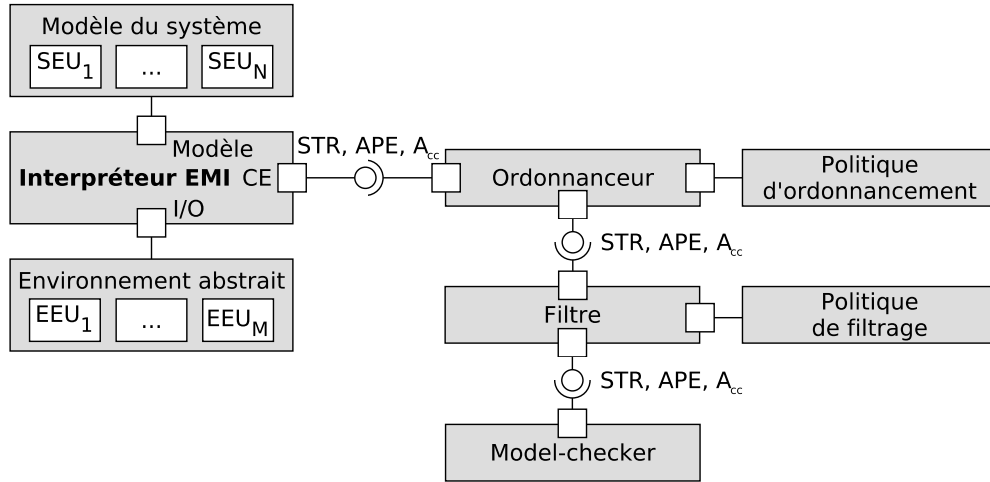 Modèle du système
SEU1 ... SEUN
Modèle
Interpréteur EMI CE
I/O
Environnement abstrait
EEU1 ... EEUM
STR, APE, Acc
Ordonnanceur
Politique
d'ordonnancement
STR, APE, Acc
Filtre
Politique
de filtrage
STR, APE, Acc
Model-checker